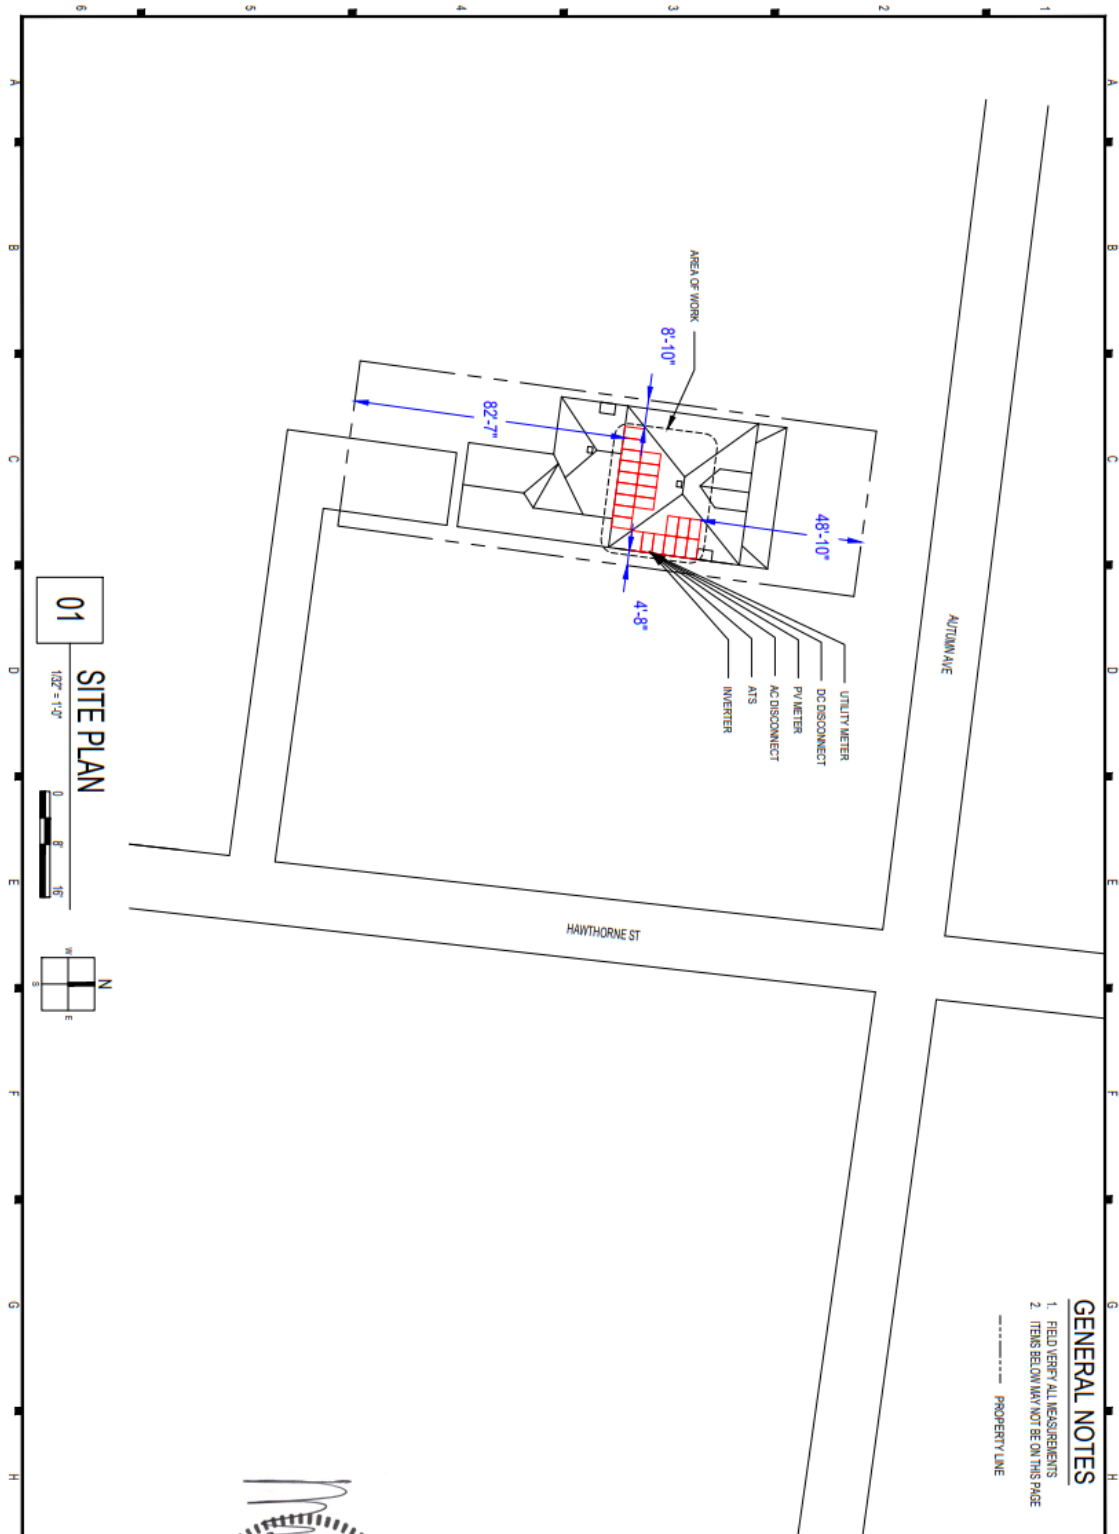 GENERAL NOTES
1. FIELD VERIFY ALL MEASUREMENTS
2. ITEMS BELOW MAY NOT BE ON THIS PAGE
PROPERTY LINE
1
2
3
4
5
6
A
B
C
D
E
F
G
H
A
B
C
D
E
F
G
H
AUTUMN AVE
HAWTHORNE ST
AREA OF WORK
8'-10"
82'-7"
48'-10"
4'-8"
UTILITY METER
DC DISCONNECT
PV METER
AC DISCONNECT
ATS
INVERTER
01
SITE PLAN
1/32" = 1'-0"
0 8' 16'
N
W
E
S